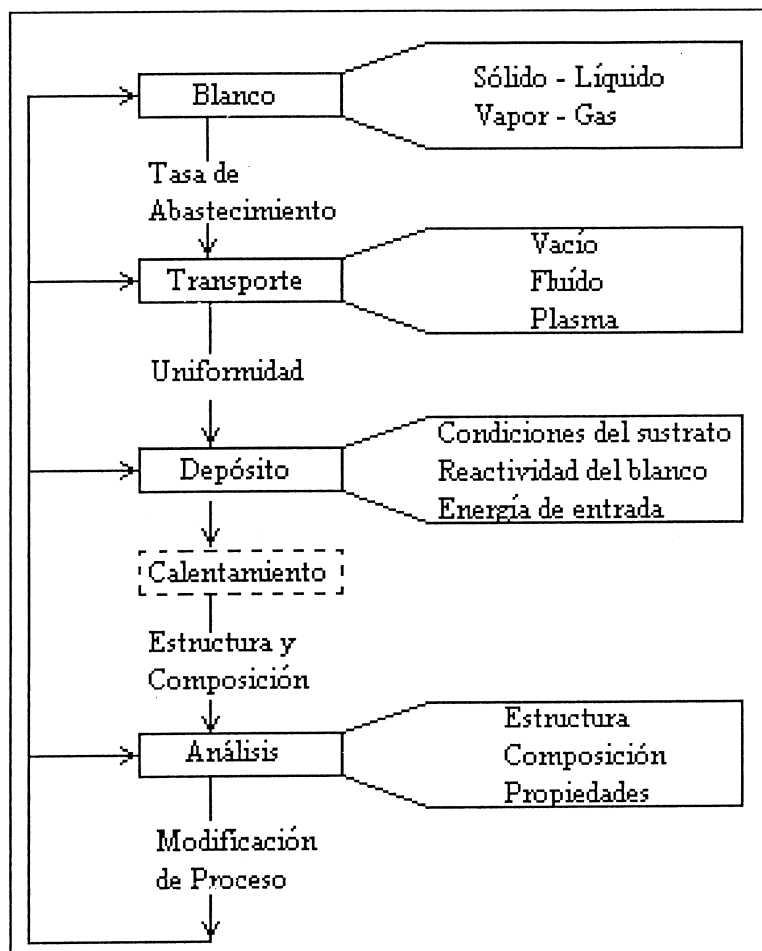 Blanco
Sólido - Líquido
Vapor - Gas
Tasa de
Abastecimiento
Transporte
Vacío
Fluído
Plasma
Uniformidad
Depósito
Condiciones del sustrato
Reactividad del blanco
Energía de entrada
Calentamiento
Estructura y
Composición
Análisis
Estructura
Composición
Propiedades
Modificación
de Proceso